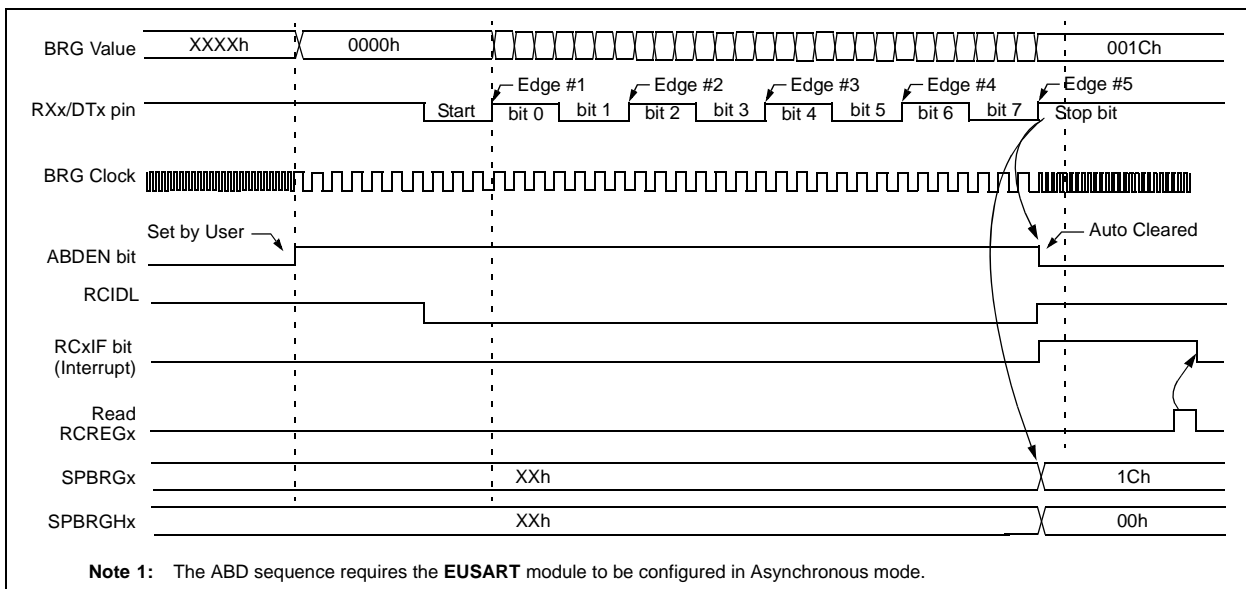 BRG Value XXXXh 0000h 001Ch
Edge #1 Edge #2 Edge #3 Edge #4 Edge #5
RXx/DTx pin Start bit 0 bit 1 bit 2 bit 3 bit 4 bit 5 bit 6 bit 7 Stop bit
BRG Clock
Set by User Auto Cleared
ABDEN bit
RCIDL
RCxIF bit
(Interrupt)
Read
RCREGx
SPBRGx XXh 1Ch
SPBRGHx XXh 00h
Note 1: The ABD sequence requires the EUSART module to be configured in Asynchronous mode.